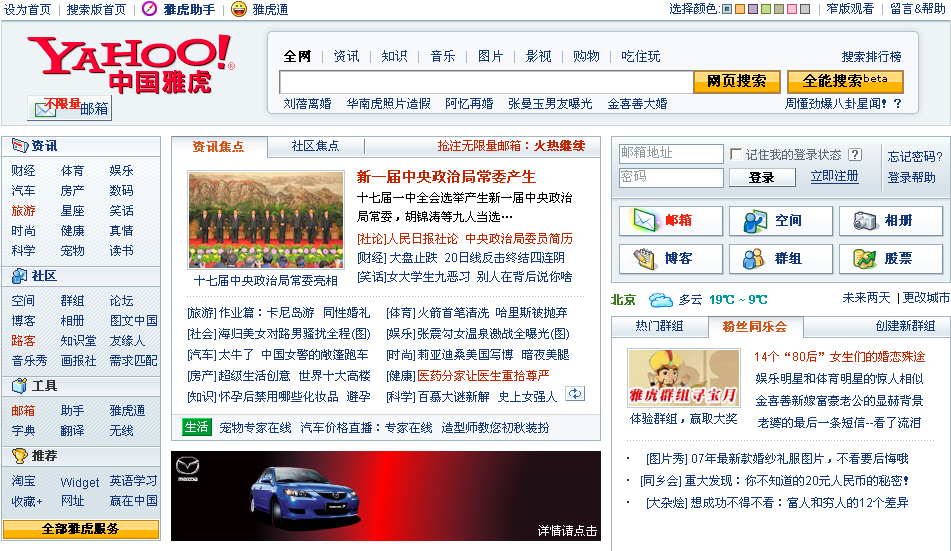 设为首页 | 搜索版首页 | 雅虎助手 | 雅虎通
选择颜色: | 窄版观看 | 留言&帮助
YAHOO!®
中国雅虎
不限量 邮箱
全网 | 资讯 | 知识 | 音乐 | 图片 | 影视 | 购物 | 吃住玩
搜索排行榜
网页搜索 全能搜索beta
刘蓓离婚 华南虎照片造假 阿忆再婚 张曼玉男友曝光 金喜善大婚
周懂劲爆八卦星闻!?
资讯
财经 体育 娱乐
汽车 房产 数码
旅游 星座 笑话
时尚 健康 真情
科学 宠物 读书
社区
空间 群组 论坛
博客 相册 图文中国
路客 知识堂 友缘人
音乐秀 画报社 需求匹配
工具
邮箱 助手 雅虎通
字典 翻译 无线
推荐
淘宝 Widget 英语学习
收藏+ 网址 赢在中国
全部雅虎服务
资讯焦点 社区焦点 | 抢注无限量邮箱:火热继续
新一届中央政治局常委产生
十七届一中全会选举产生新一届中央政治
局常委,胡锦涛等九人当选…
[社论]人民日报社论 中央政治局委员简历
[财经] 大盘止跌 20日线反击终结四连阴
[笑话]女大学生九恶习 别人在背后说你啥
十七届中央政治局常委亮相
[旅游]作业篇:卡尼岛游 同性婚礼
[体育]火箭首笔清洗 哈里斯被抛弃
[社会]海归美女对路男骚扰全程(图)
[娱乐]张震勾女温泉激战全曝光(图)
[汽车]太牛了 中国女警的敞篷跑车
[时尚]莉亚迪桑美国写博 暗夜美腿
[房产]超级生活创意 世界十大高楼
[健康]医药分家让医生重拾尊严
[知识]怀孕后禁用哪些化妆品 避孕
[科学]百慕大谜新解 史上女强人
生活 宠物专家在线 汽车价格直播:专家在线 造型师教您初秋装扮
mazda
详情请点击
邮箱地址 记住我的登录状态 ? 忘记密码?
密码 登录 立即注册 登录帮助
邮箱 空间 相册
博客 群组 股票
北京 多云 19℃ ~ 9℃ 未来两天 | 更改城市
热门群组 粉丝同乐会 创建新群组
雅虎群组寻宝月
体验群组,赢取大奖
14个“80后”女生们的婚恋殊途
娱乐明星和体育明星的惊人相似
金喜善新嫁富豪老公的显赫背景
老婆的最后一条短信--看了流泪
· [图片秀] 07年最新款婚纱礼服图片,不看要后悔哦
· [同乡会] 重大发现:你不知道的20元人民币的秘密!
· [大杂烩] 想成功不得不看:富人和穷人的12个差异